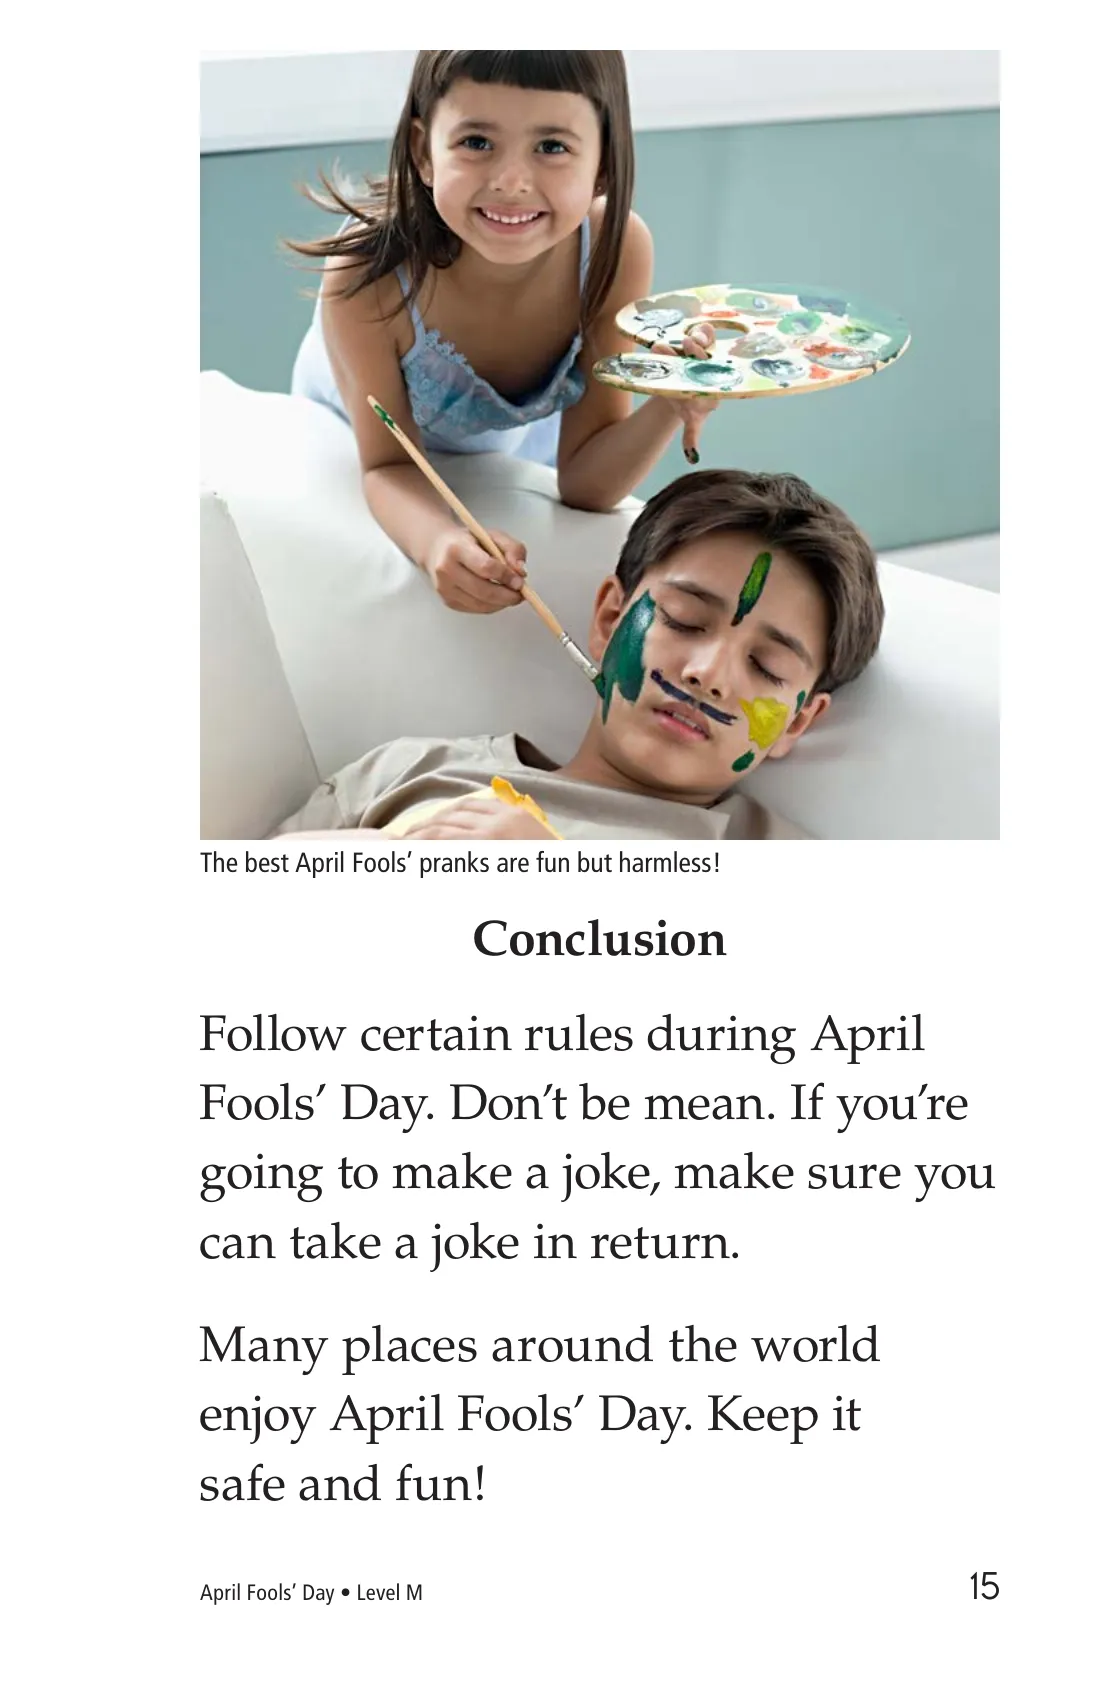 The best April Fools’ pranks are fun but harmless!
Conclusion
Follow certain rules during April
Fools’ Day. Don’t be mean. If you’re
going to make a joke, make sure you
can take a joke in return.
Many places around the world
enjoy April Fools’ Day. Keep it
safe and fun!
April Fools’ Day • Level M
15